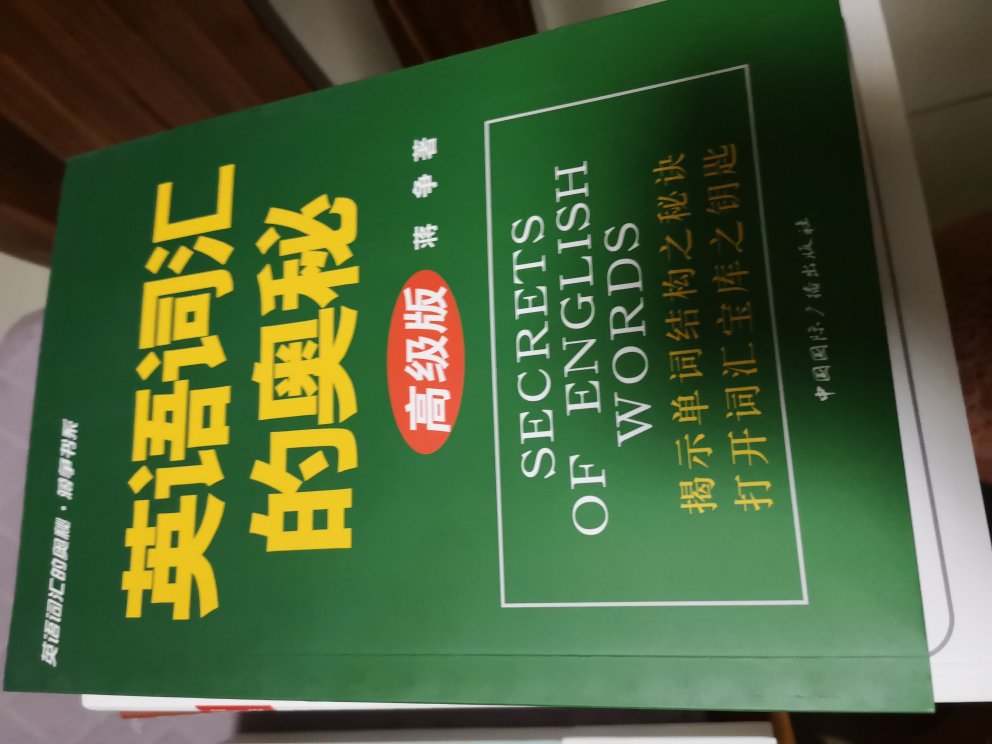 英语词汇的奥秘·蒋争书系
英语词汇
的奥秘
高级版
蒋争著
SECRETS
OF ENGLISH
WORDS
揭示单词结构之秘诀
打开词汇宝库之钥匙
中国国际广播出版社